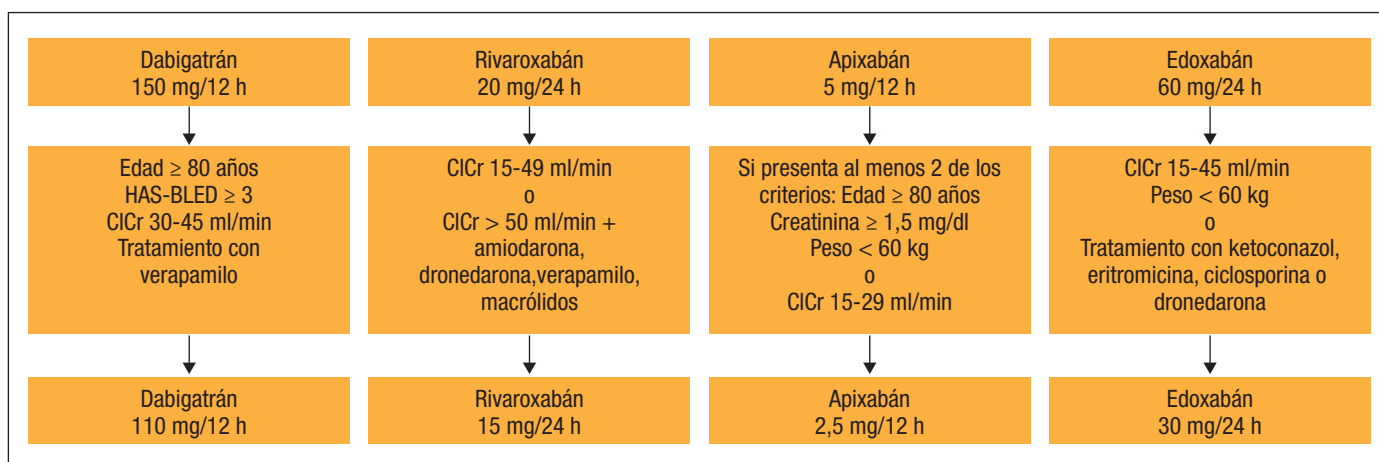 Dabigatrán
150 mg/12 h
Rivaroxabán
20 mg/24 h
Apixabán
5 mg/12 h
Edoxabán
60 mg/24 h
Edad ≥ 80 años
HAS-BLED ≥ 3
ClCr 30-45 ml/min
Tratamiento con
verapamilo
ClCr 15-49 ml/min
o
ClCr > 50 ml/min +
amiodarona,
dronedarona,verapamilo,
macrólidos
Si presenta al menos 2 de los
criterios: Edad ≥ 80 años
Creatinina ≥ 1,5 mg/dl
Peso < 60 kg
o
ClCr 15-29 ml/min
ClCr 15-45 ml/min
Peso < 60 kg
o
Tratamiento con ketoconazol,
eritromicina, ciclosporina o
dronedarona
Dabigatrán
110 mg/12 h
Rivaroxabán
15 mg/24 h
Apixabán
2,5 mg/12 h
Edoxabán
30 mg/24 h